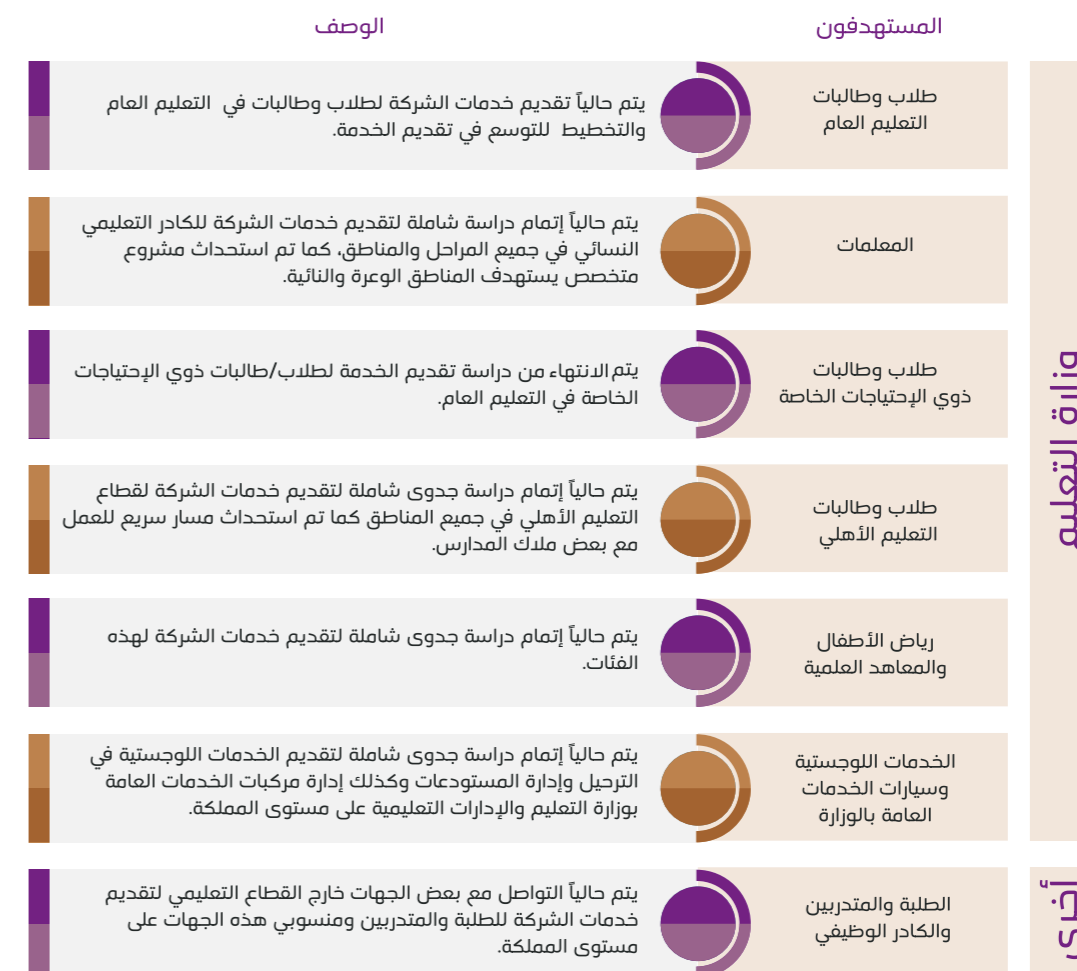 المستهدفون
الوصف
وزارة التعليم
طلاب وطالبات
التعليم العام
يتم حالياً تقديم خدمات الشركة لطلاب وطالبات في التعليم العام
والتخطيط للتوسع في تقديم الخدمة.
المعلمات
يتم حالياً إتمام دراسة شاملة لتقديم خدمات الشركة للكادر التعليمي
النسائي في جميع المراحل والمناطق، كما تم استحداث مشروع
متخصص يستهدف المناطق الوعرة والنائية.
طلاب وطالبات
ذوي الإحتياجات الخاصة
يتم الانتهاء من دراسة تقديم الخدمة لطلاب/طالبات ذوي الإحتياجات
الخاصة في التعليم العام.
طلاب وطالبات
التعليم الأهلي
يتم حالياً إتمام دراسة جدوى شاملة لتقديم خدمات الشركة لقطاع
التعليم الأهلي في جميع المناطق كما تم استحداث مسار سريع للعمل
مع بعض ملاك المدارس.
رياض الأطفال
والمعاهد العلمية
يتم حالياً إتمام دراسة جدوى شاملة لتقديم خدمات الشركة لهذه
الفئات.
الخدمات اللوجستية
وسيارات الخدمات
العامة بالوزارة
يتم حالياً إتمام دراسة جدوى شاملة لتقديم الخدمات اللوجستية في
الترحيل وإدارة المستودعات وكذلك إدارة مركبات الخدمات العامة
بوزارة التعليم والإدارات التعليمية على مستوى المملكة.
أخرى
الطلبة والمتدربين
والكادر الوظيفي
يتم حالياً التواصل مع بعض الجهات خارج القطاع التعليمي لتقديم
خدمات الشركة للطلبة والمتدربين ومنسوبي هذه الجهات على
مستوى المملكة.